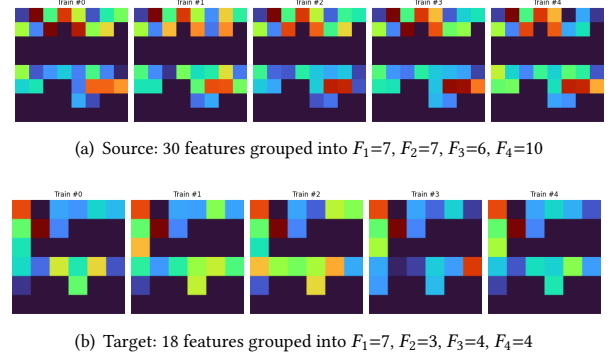 Train #0 Train #1 Train #2 Train #3 Train #4
(a) Source: 30 features grouped into F₁=7, F₂=7, F₃=6, F₄=10
Train #0 Train #1 Train #2 Train #3 Train #4
(b) Target: 18 features grouped into F₁=7, F₂=3, F₃=4, F₄=4